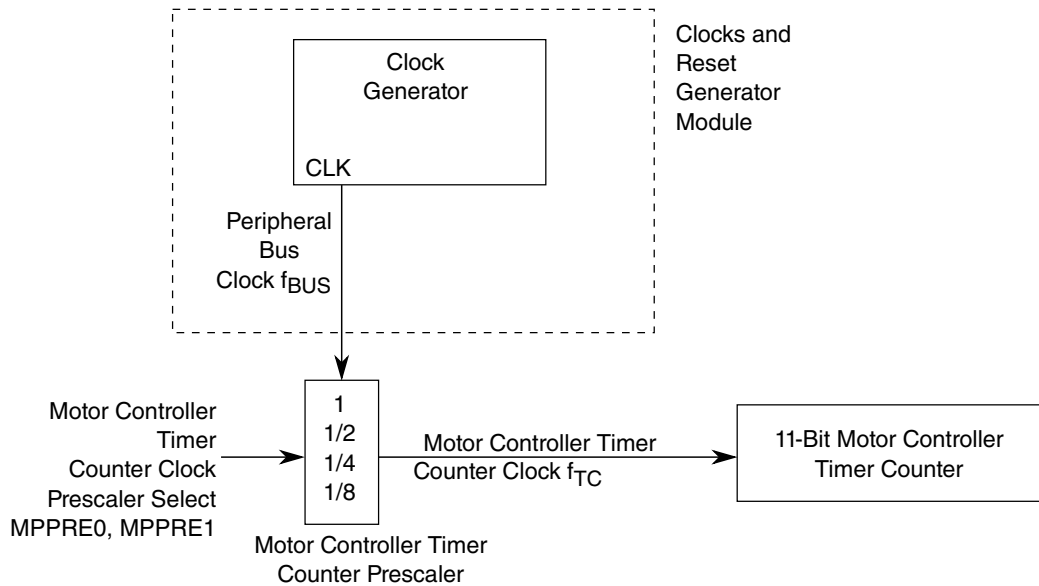 Clocks and
Reset
Generator
Module
Clock
Generator
CLK
Peripheral
Bus
Clock fBUS
Motor Controller
Timer
Counter Clock
Prescaler Select
MPPRE0, MPPRE1
1
1/2
1/4
1/8
Motor Controller Timer
Counter Clock fTC
11-Bit Motor Controller
Timer Counter
Motor Controller Timer
Counter Prescaler